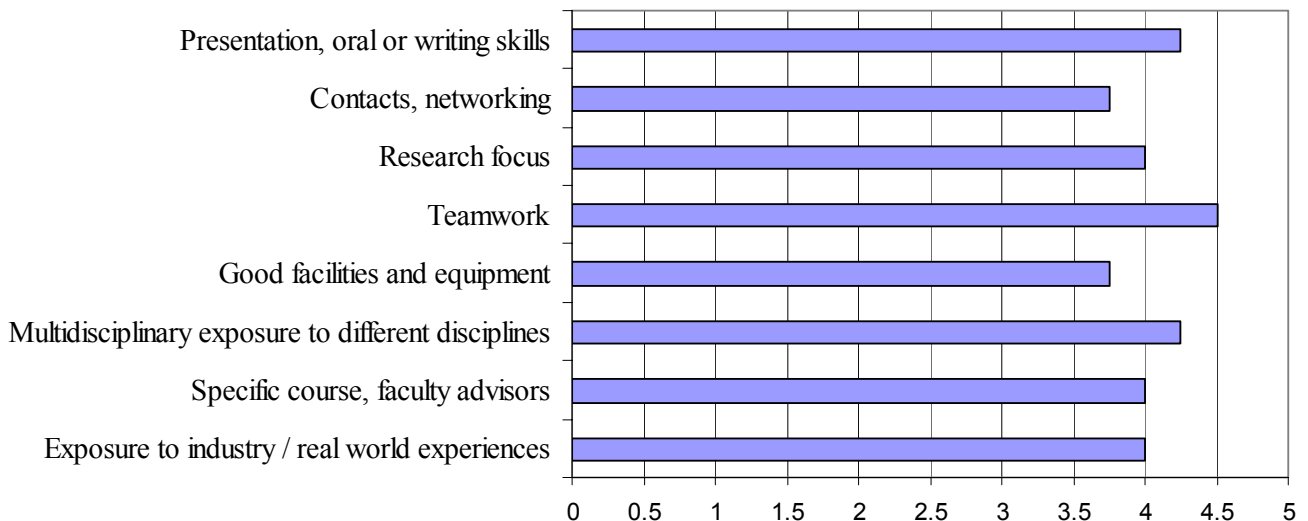 Presentation, oral or writing skills
Contacts, networking
Research focus
Teamwork
Good facilities and equipment
Multidisciplinary exposure to different disciplines
Specific course, faculty advisors
Exposure to industry / real world experiences
0 0.5 1 1.5 2 2.5 3 3.5 4 4.5 5